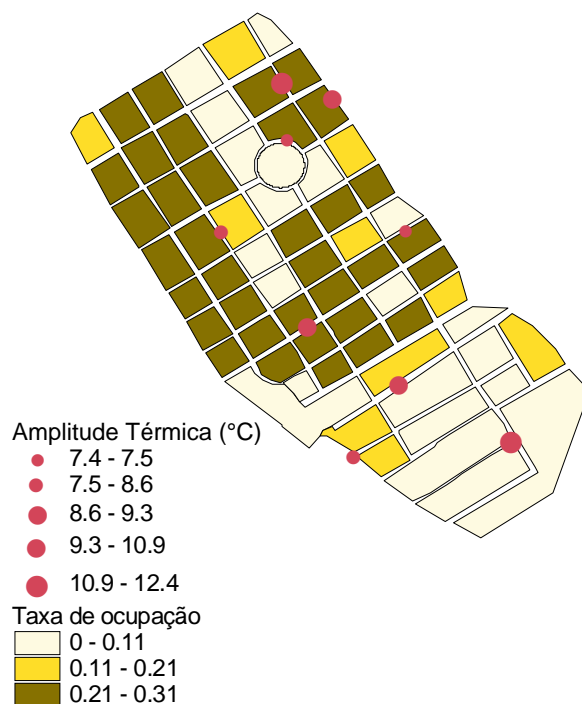 Amplitude Térmica (°C)
7.4 - 7.5
7.5 - 8.6
8.6 - 9.3
9.3 - 10.9
10.9 - 12.4
Taxa de ocupação
0 - 0.11
0.11 - 0.21
0.21 - 0.31